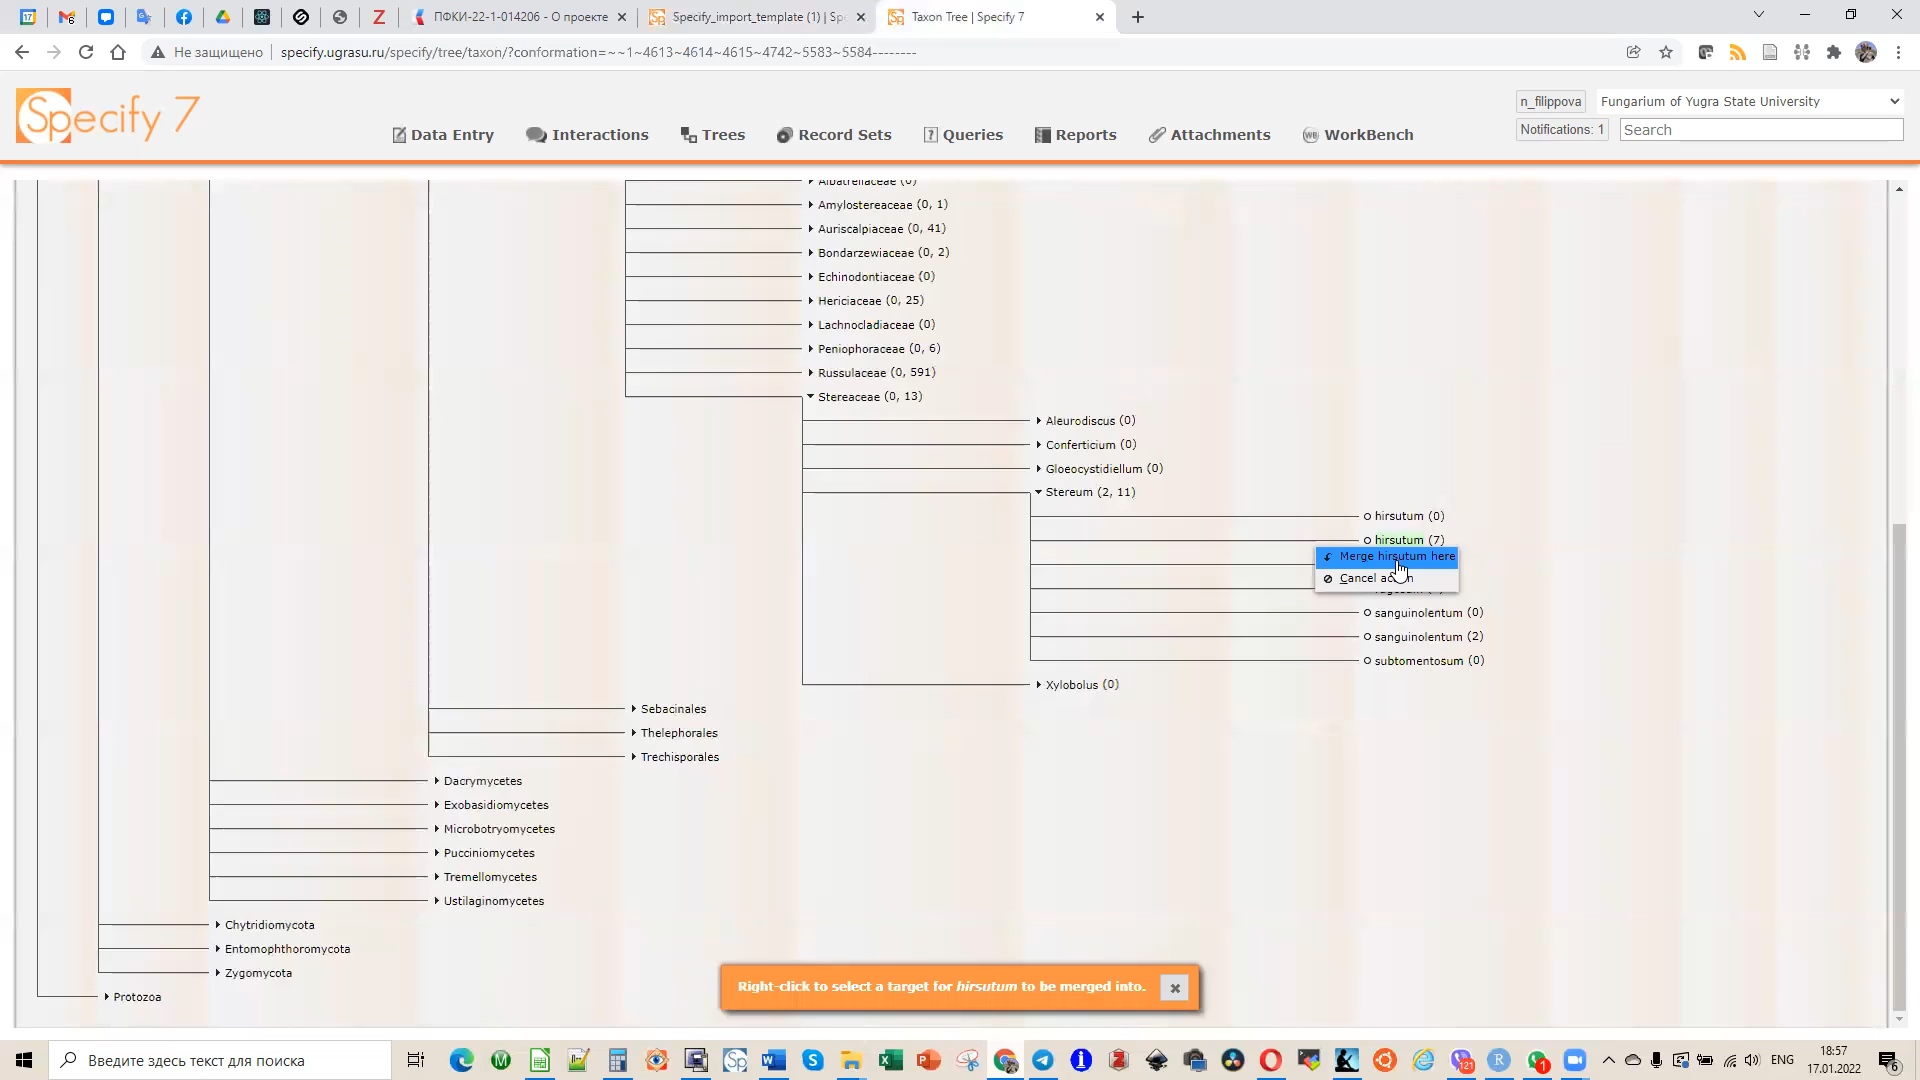 ПФКИ-22-1-014206 - О проекте
Specify_import_template (1) | Spe
Taxon Tree | Specify 7
Не защищено
specify.ugrasu.ru/specify/tree/taxon/?conformation=~~1~4613~4614~4615~4742~5583~5584--------
Specify 7
Data Entry
Interactions
Trees
Record Sets
Queries
Reports
Attachments
WorkBench
n_filippova
Fungarium of Yugra State University
Notifications: 1
Search
Albatrellaceae (0)
Amylostereaceae (0, 1)
Auriscalpiaceae (0, 41)
Bondarzewiaceae (0, 2)
Echinodontiaceae (0)
Hericiaceae (0, 25)
Lachnocladiaceae (0)
Peniophoraceae (0, 6)
Russulaceae (0, 591)
Stereaceae (0, 13)
Aleurodiscus (0)
Conferticium (0)
Gloeocystidiellum (0)
Stereum (2, 11)
hirsutum (0)
hirsutum (7)
Merge hirsutum here
Cancel action
sanguinolentum (0)
sanguinolentum (2)
subtomentosum (0)
Xylobolus (0)
Sebacinales
Thelephorales
Trechisporales
Dacrymycetes
Exobasidiomycetes
Microbotryomycetes
Pucciniomycetes
Tremellomycetes
Ustilaginomycetes
Chytridiomycota
Entomophthoromycota
Zygomycota
Protozoa
Right-click to select a target for hirsutum to be merged into.
Введите здесь текст для поиска
ENG
18:57
17.01.2022